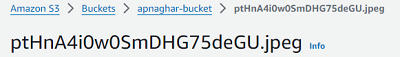 Amazon S3 > Buckets > apnaghar-bucket > ptHnA4i0w0SmDHG75deGU.jpeg
ptHnA4i0w0SmDHG75deGU.jpeg Info